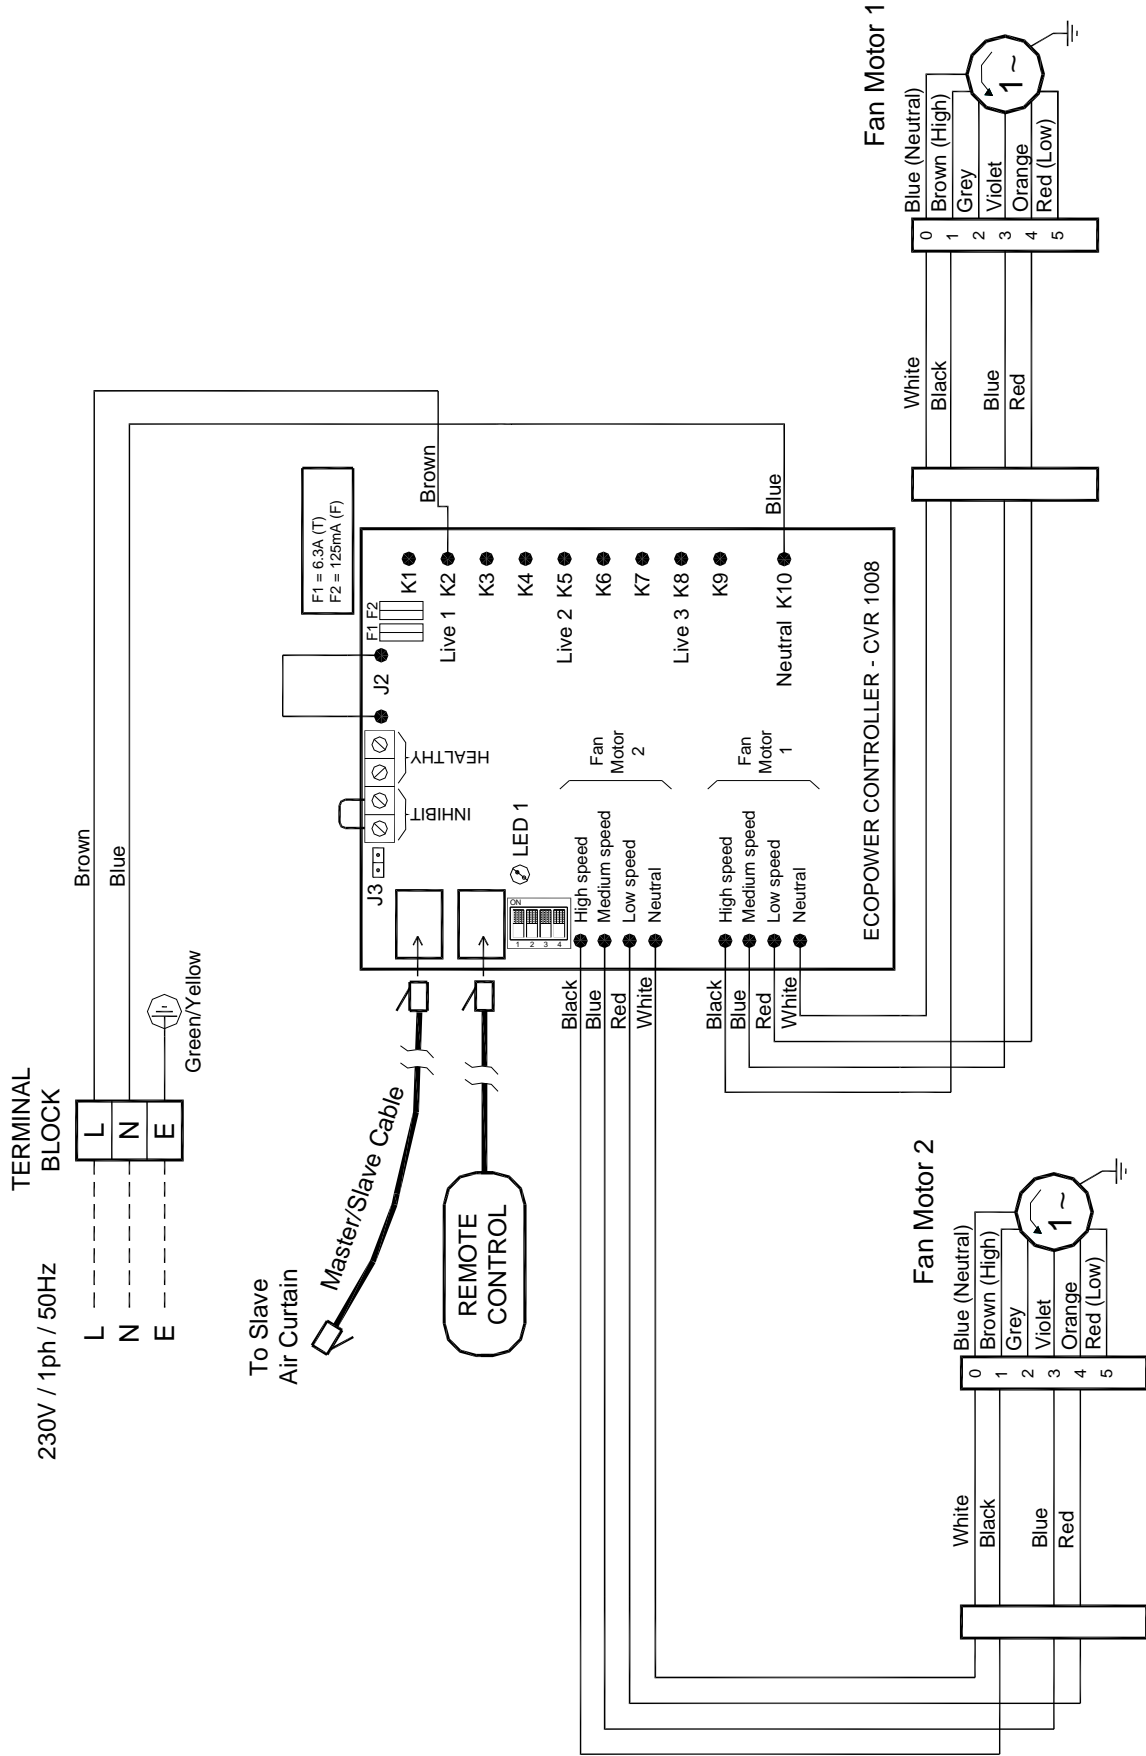 230V / 1ph / 50Hz
L
N
E
TERMINAL
BLOCK
L
N
E
Green/Yellow
Brown
Blue
To Slave
Air Curtain
Master/Slave Cable
REMOTE
CONTROL
F1 = 6.3A (T)
F2 = 125mA (F)
F1
F2
J2
J3
INHIBIT
HEALTHY
LED 1
ON
1
2
3
4
Brown
Blue
K1
Live 1 K2
K3
K4
Live 2 K5
K6
K7
Live 3 K8
K9
Neutral K10
Black
Blue
Red
White
High speed
Medium speed
Low speed
Neutral
Fan
Motor
2
Black
Blue
Red
White
High speed
Medium speed
Low speed
Neutral
Fan
Motor
1
ECOPOWER CONTROLLER - CVR 1008
White
Black
Blue
Red
0
1
2
3
4
5
Blue (Neutral)
Brown (High)
Grey
Violet
Orange
Red (Low)
Fan Motor 2
1 ~
White
Black
Blue
Red
0
1
2
3
4
5
Blue (Neutral)
Brown (High)
Grey
Violet
Orange
Red (Low)
Fan Motor 1
1 ~